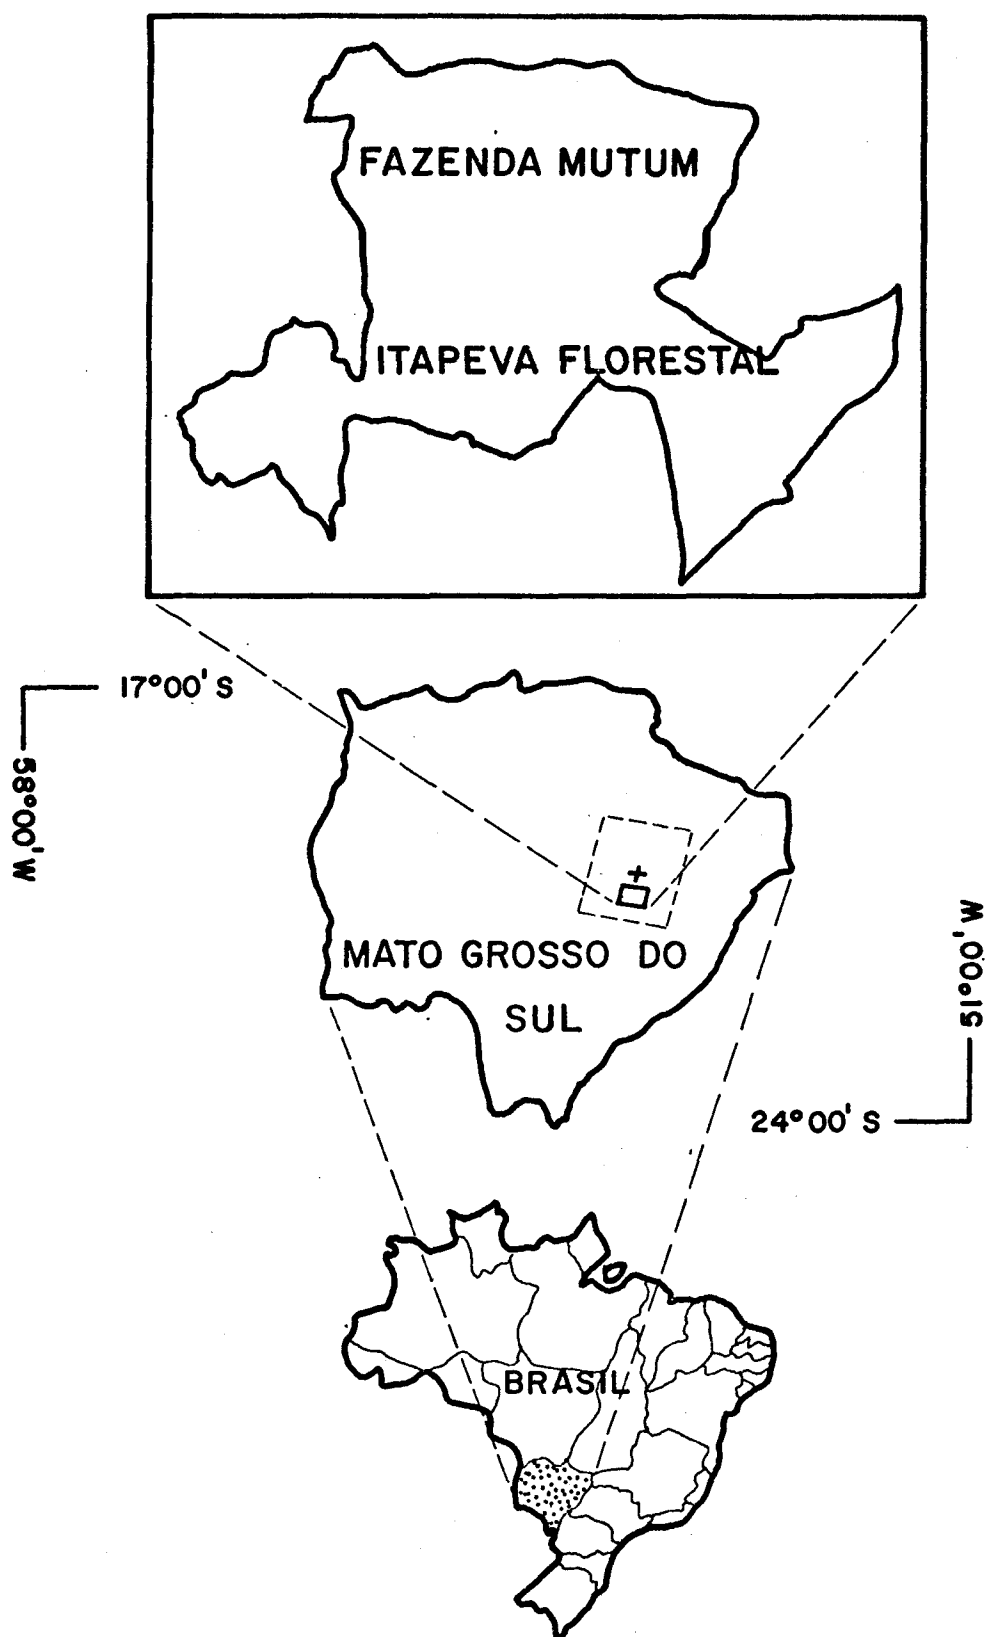 FAZENDA MUTUM
ITAPEVA FLORESTAL
17°00' S
58°00' W
MATO GROSSO DO
SUL
51°00' W
24°00' S
BRASIL